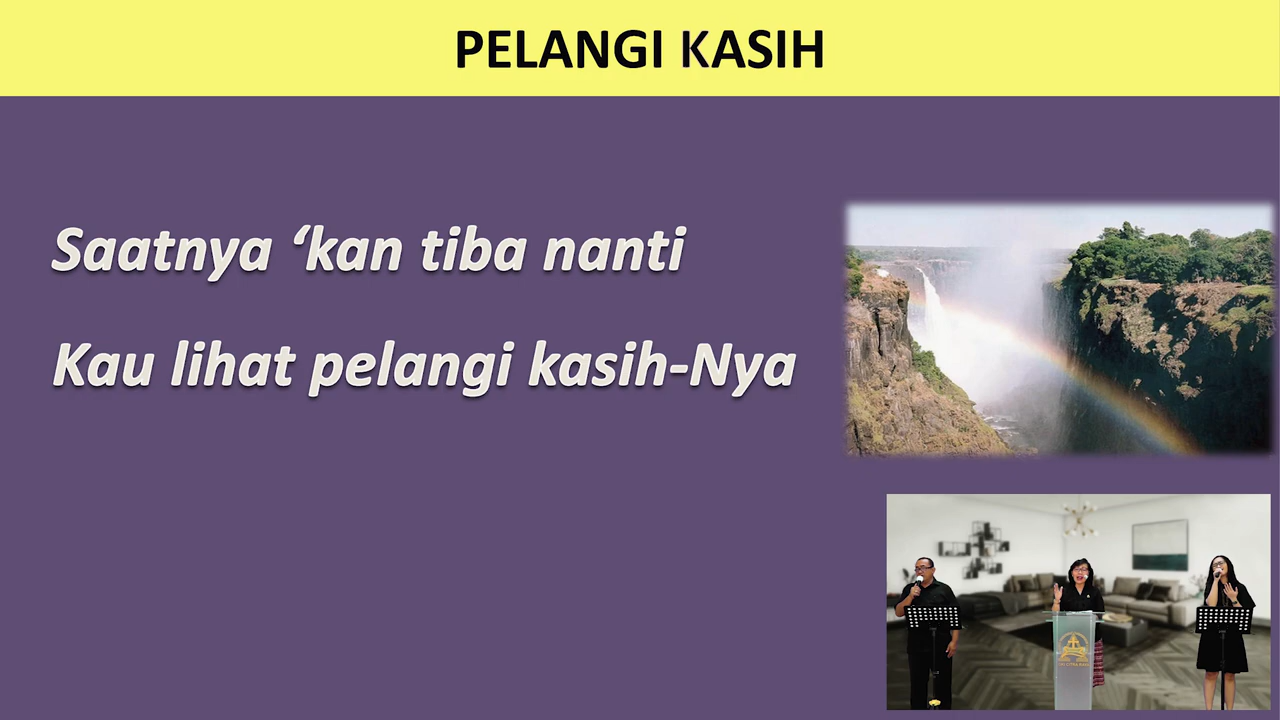 PELANGI KASIH
Saatnya ‘kan tiba nanti
Kau lihat pelangi kasih-Nya